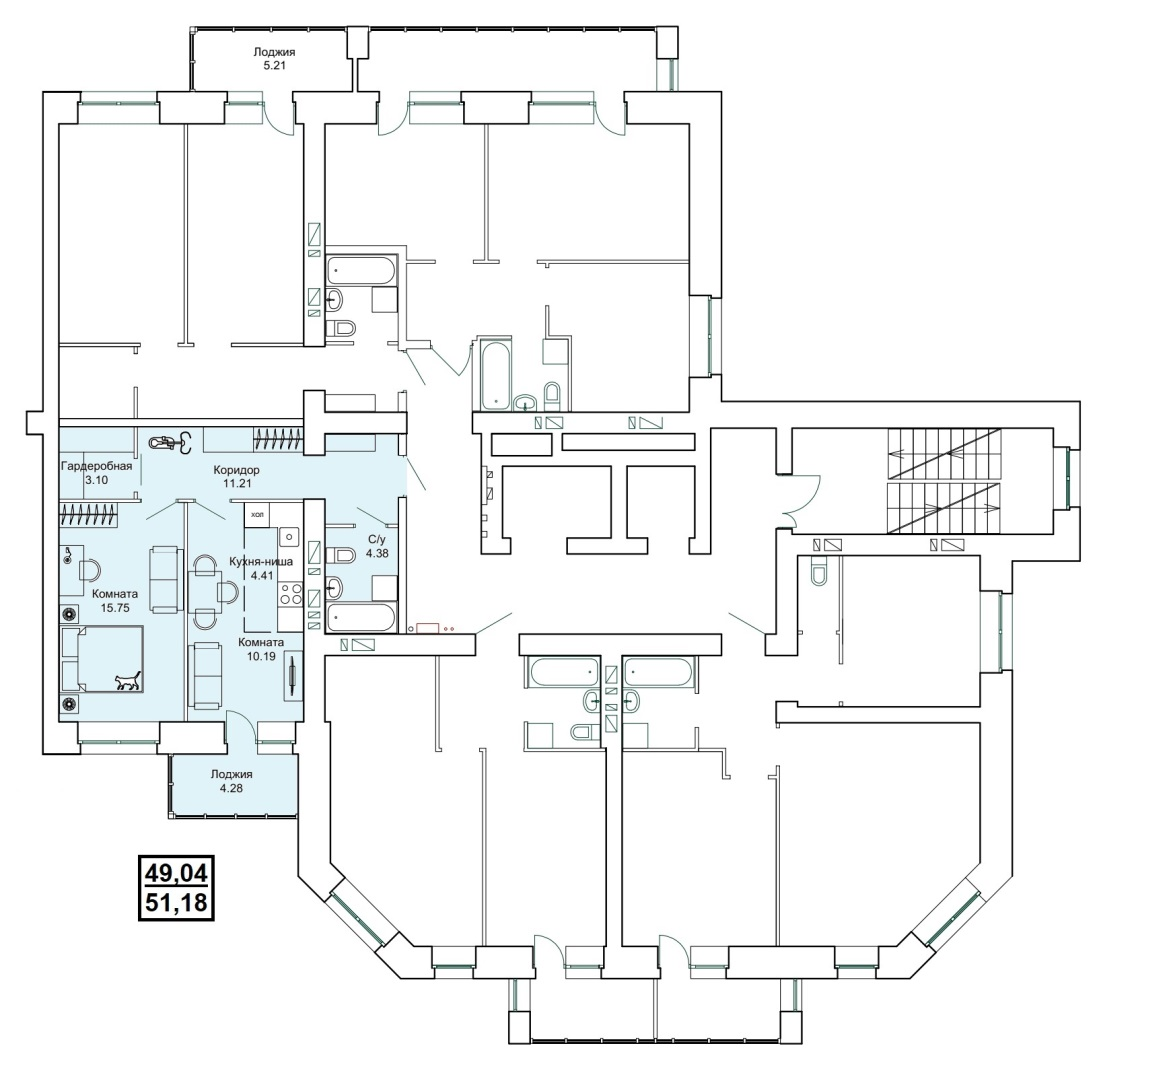 Лоджия
5.21
Гардеробная
3.10
Коридор
11.21
хол
С/у
4.38
Кухня-ниша
4.41
Комната
15.75
Комната
10.19
Лоджия
4.28
49,04
51,18